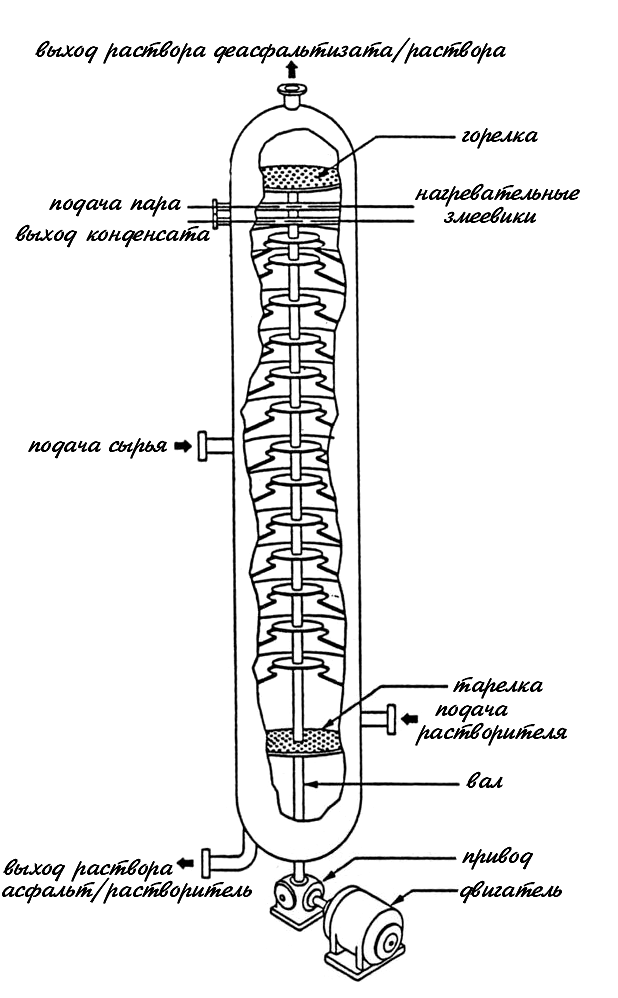 выход раствора деасфальтизата/раствора
горелка
подача пара
нагревательные
змеевики
выход конденсата
подача сырья
тарелка
подача
растворителя
вал
выход раствора
асфальт/растворитель
привод
двигатель